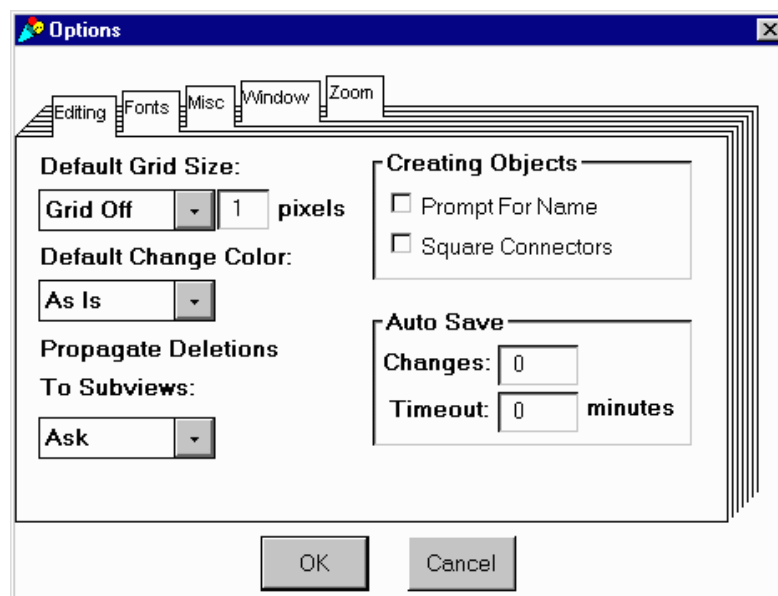 Options
Editing
Fonts
Misc
Window
Zoom
Default Grid Size:
Grid Off 1 pixels
Default Change Color:
As Is
Propagate Deletions
To Subviews:
Ask
Creating Objects
Prompt For Name
Square Connectors
Auto Save
Changes: 0
Timeout: 0 minutes
OK
Cancel